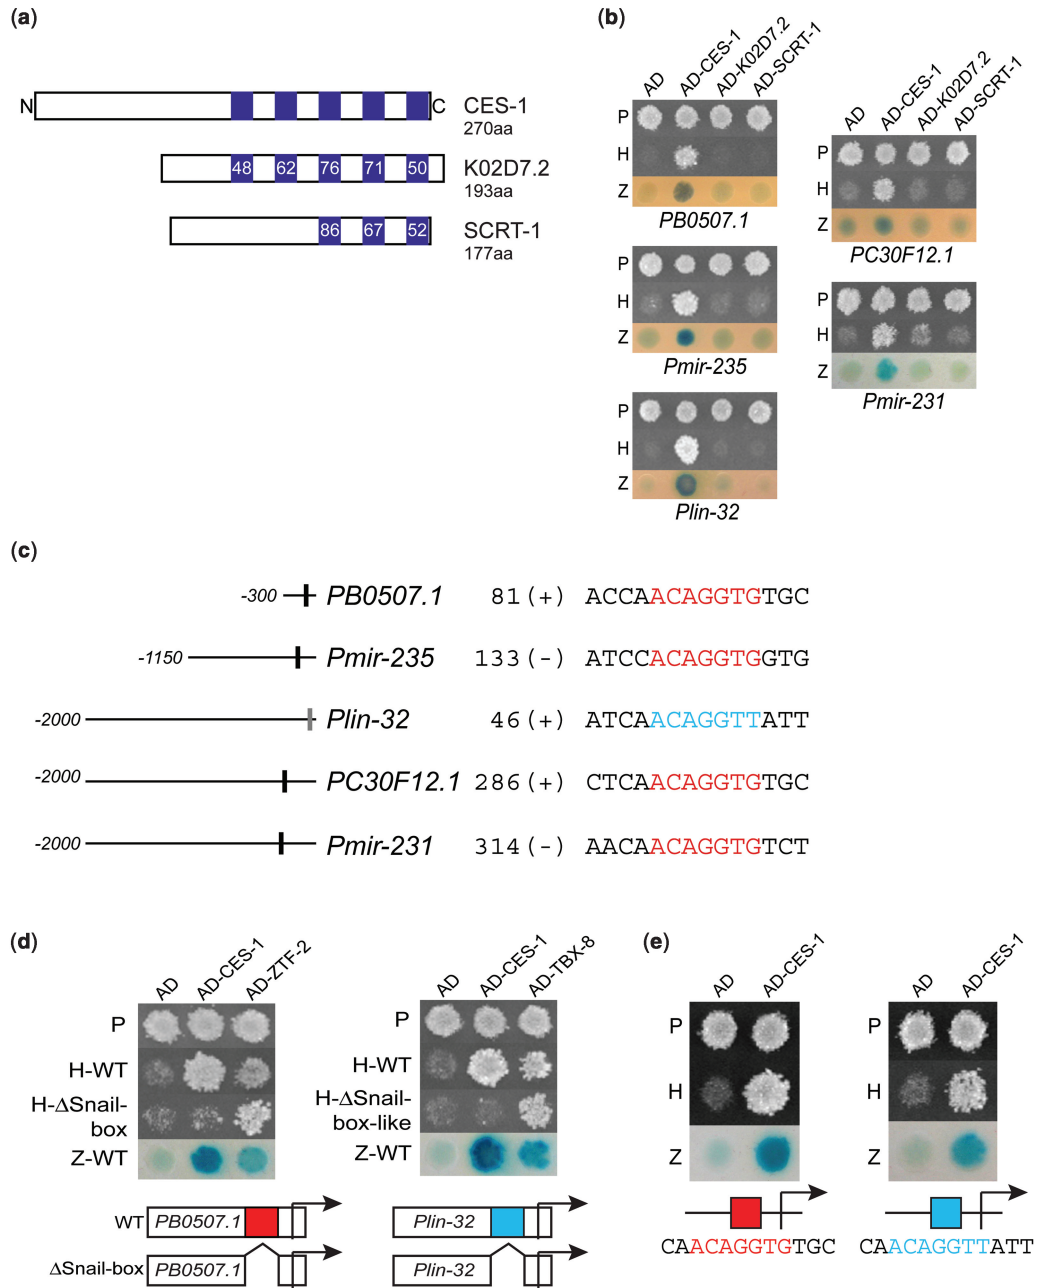 (a)
N
C
CES-1
270aa
48 62 76 71 50
K02D7.2
193aa
86 67 52
SCRT-1
177aa
(b)
AD AD-CES-1 AD-K02D7.2 AD-SCRT-1
P
H
Z
PB0507.1
P
H
Z
Pmir-235
P
H
Z
Plin-32
AD AD-CES-1 AD-K02D7.2 AD-SCRT-1
P
H
Z
PC30F12.1
P
H
Z
Pmir-231
(c)
-300 PB0507.1 81(+) ACCAACAGGTGTGC
-1150 Pmir-235 133(-) ATCCACAGGTGGTG
-2000 Plin-32 46(+) ATCAACAGGTTATT
-2000 PC30F12.1 286(+) CTCAACAGGTGTGC
-2000 Pmir-231 314(-) AACAACAGGTGTCT
(d)
AD AD-CES-1 AD-ZTF-2
P
H-WT
H-ΔSnail-
box
Z-WT
WT PB0507.1
ΔSnail-box PB0507.1
AD AD-CES-1 AD-TBX-8
P
H-WT
H-ΔSnail-
box-like
Z-WT
Plin-32
Plin-32
(e)
AD AD-CES-1
P
H
Z
CAACAGGTGTGC
AD AD-CES-1
P
H
Z
CAACAGGTTATT